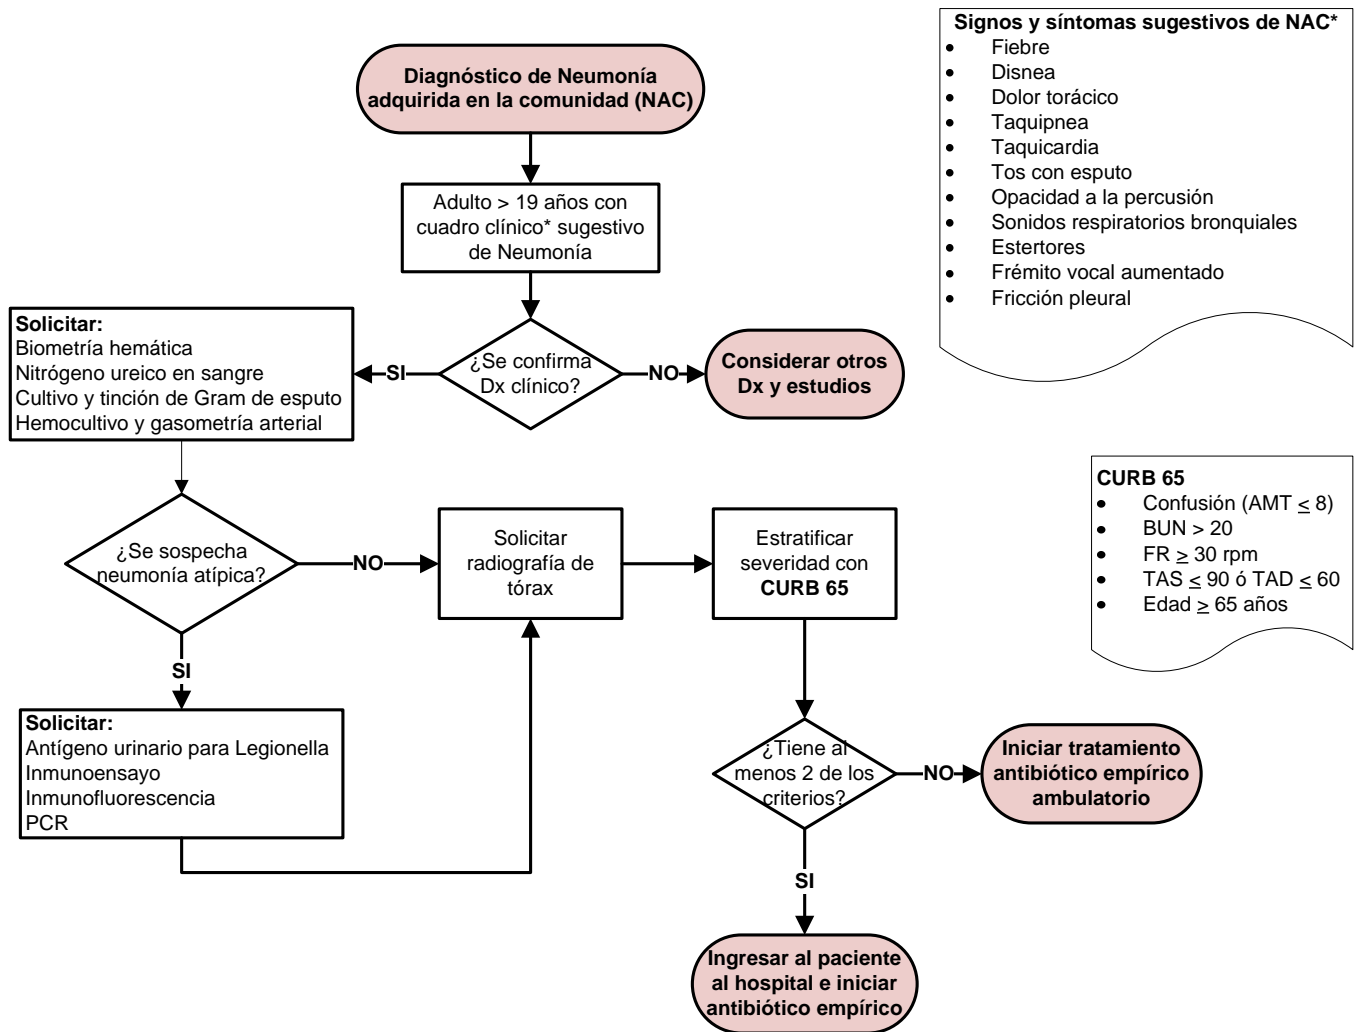 Signos y síntomas sugestivos de NAC*
• Fiebre
• Disnea
• Dolor torácico
• Taquipnea
• Taquicardia
• Tos con esputo
• Opacidad a la percusión
• Sonidos respiratorios bronquiales
• Estertores
• Frémito vocal aumentado
• Fricción pleural
Diagnóstico de Neumonía
adquirida en la comunidad (NAC)
Adulto > 19 años con
cuadro clínico* sugestivo
de Neumonía
¿Se confirma
Dx clínico?
SI
NO
Considerar otros
Dx y estudios
Solicitar:
Biometría hemática
Nitrógeno ureico en sangre
Cultivo y tinción de Gram de esputo
Hemocultivo y gasometría arterial
¿Se sospecha
neumonía atípica?
NO
SI
Solicitar:
Antígeno urinario para Legionella
Inmunoensayo
Inmunofluorescencia
PCR
Solicitar
radiografía de
tórax
Estratificar
severidad con
CURB 65
CURB 65
• Confusión (AMT ≤ 8)
• BUN > 20
• FR ≥ 30 rpm
• TAS ≤ 90 ó TAD ≤ 60
• Edad ≥ 65 años
¿Tiene al
menos 2 de los
criterios?
NO
Iniciar tratamiento
antibiótico empírico
ambulatorio
SI
Ingresar al paciente
al hospital e iniciar
antibiótico empírico